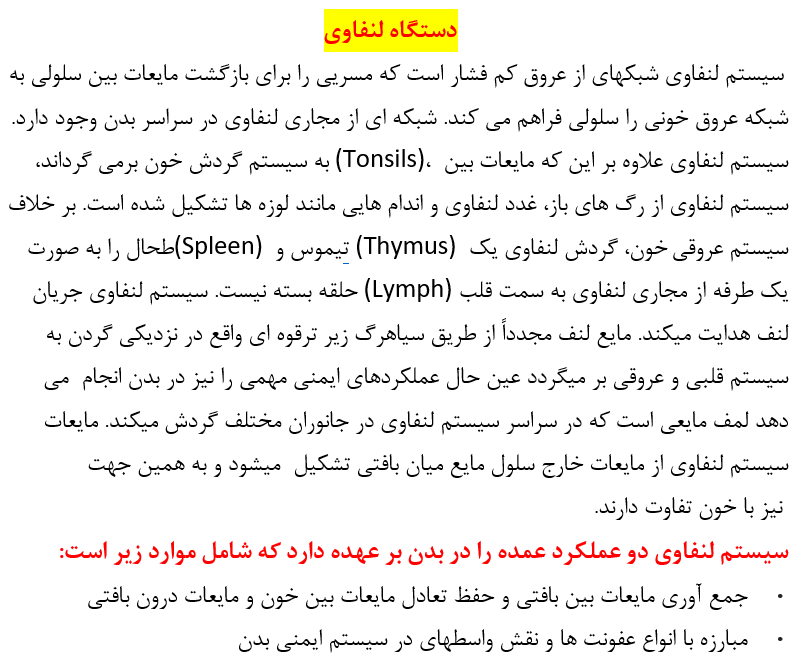 دستگاه لنفاوی
سیستم لنفاوی شبکهای از عروق کم فشار است که مسریی را برای بازگشت مایعات بین سلولی به
شبکه عروق خونی را سلولی فراهم می کند. شبکه ای از مجاری لنفاوی در سراسر بدن وجود دارد.
سیستم لنفاوی علاوه بر این که مایعات بین ،(Tonsils) به سیستم گردش خون برمی گرداند،
سیستم لنفاوی از رگ های باز، غدد لنفاوی و اندام هایی مانند لوزه ها تشکیل شده است. بر خلاف
سیستم عروقی خون، گردش لنفاوی یک (Thymus) تیموس و (Spleen)طحال را به صورت
یک طرفه از مجاری لنفاوی به سمت قلب (Lymph) حلقه بسته نیست. سیستم لنفاوی جریان
لنف هدایت میکند. مایع لنف مجدداً از طریق سیاهرگ زیر ترقوه ای واقع در نزدیکی گردن به
سیستم قلبی و عروقی بر میگردد عین حال عملکردهای ایمنی مهمی را نیز در بدن انجام می
دهد لمف مایعی است که در سراسر سیستم لنفاوی در جانوران مختلف گردش میکند. مایعات
سیستم لنفاوی از مایعات خارج سلول مایع میان بافتی تشکیل میشود و به همین جهت
نیز با خون تفاوت دارند.
سیستم لنفاوی دو عملکرد عمده را در بدن بر عهده دارد که شامل موارد زیر است:
• جمع آوری مایعات بین بافتی و حفظ تعادل مایعات بین خون و مایعات درون بافتی
• مبارزه با انواع عفونت ها و نقش واسطهای در سیستم ایمنی بدن